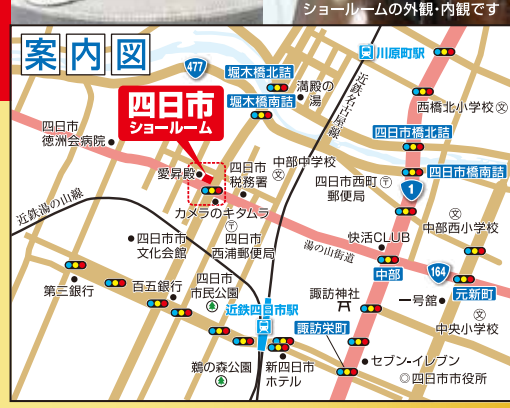 ショールームの外観・内観です
案内図
477
堀木橋北詰
満殿の
湯
川原町駅
堀木橋南詰
近鉄名古屋線
西橋北小学校
四日市
ショールーム
四日市
徳洲会病院
四日市橋北詰
愛昇殿
四日市
税務署
中部中学校
四日市橋南詰
四日市西町
郵便局
1
カメラのキタムラ
近鉄湯の山線
四日市市
文化会館
四日市
西浦郵便局
湯の山街道
快活CLUB
中部西小学校
中部
164
第三銀行
百五銀行
四日市
市民公園
諏訪神社
一号館
元新町
近鉄四日市駅
諏訪栄町
中央小学校
鵜の森公園
新四日市
ホテル
セブン-イレブン
◎四日市市役所